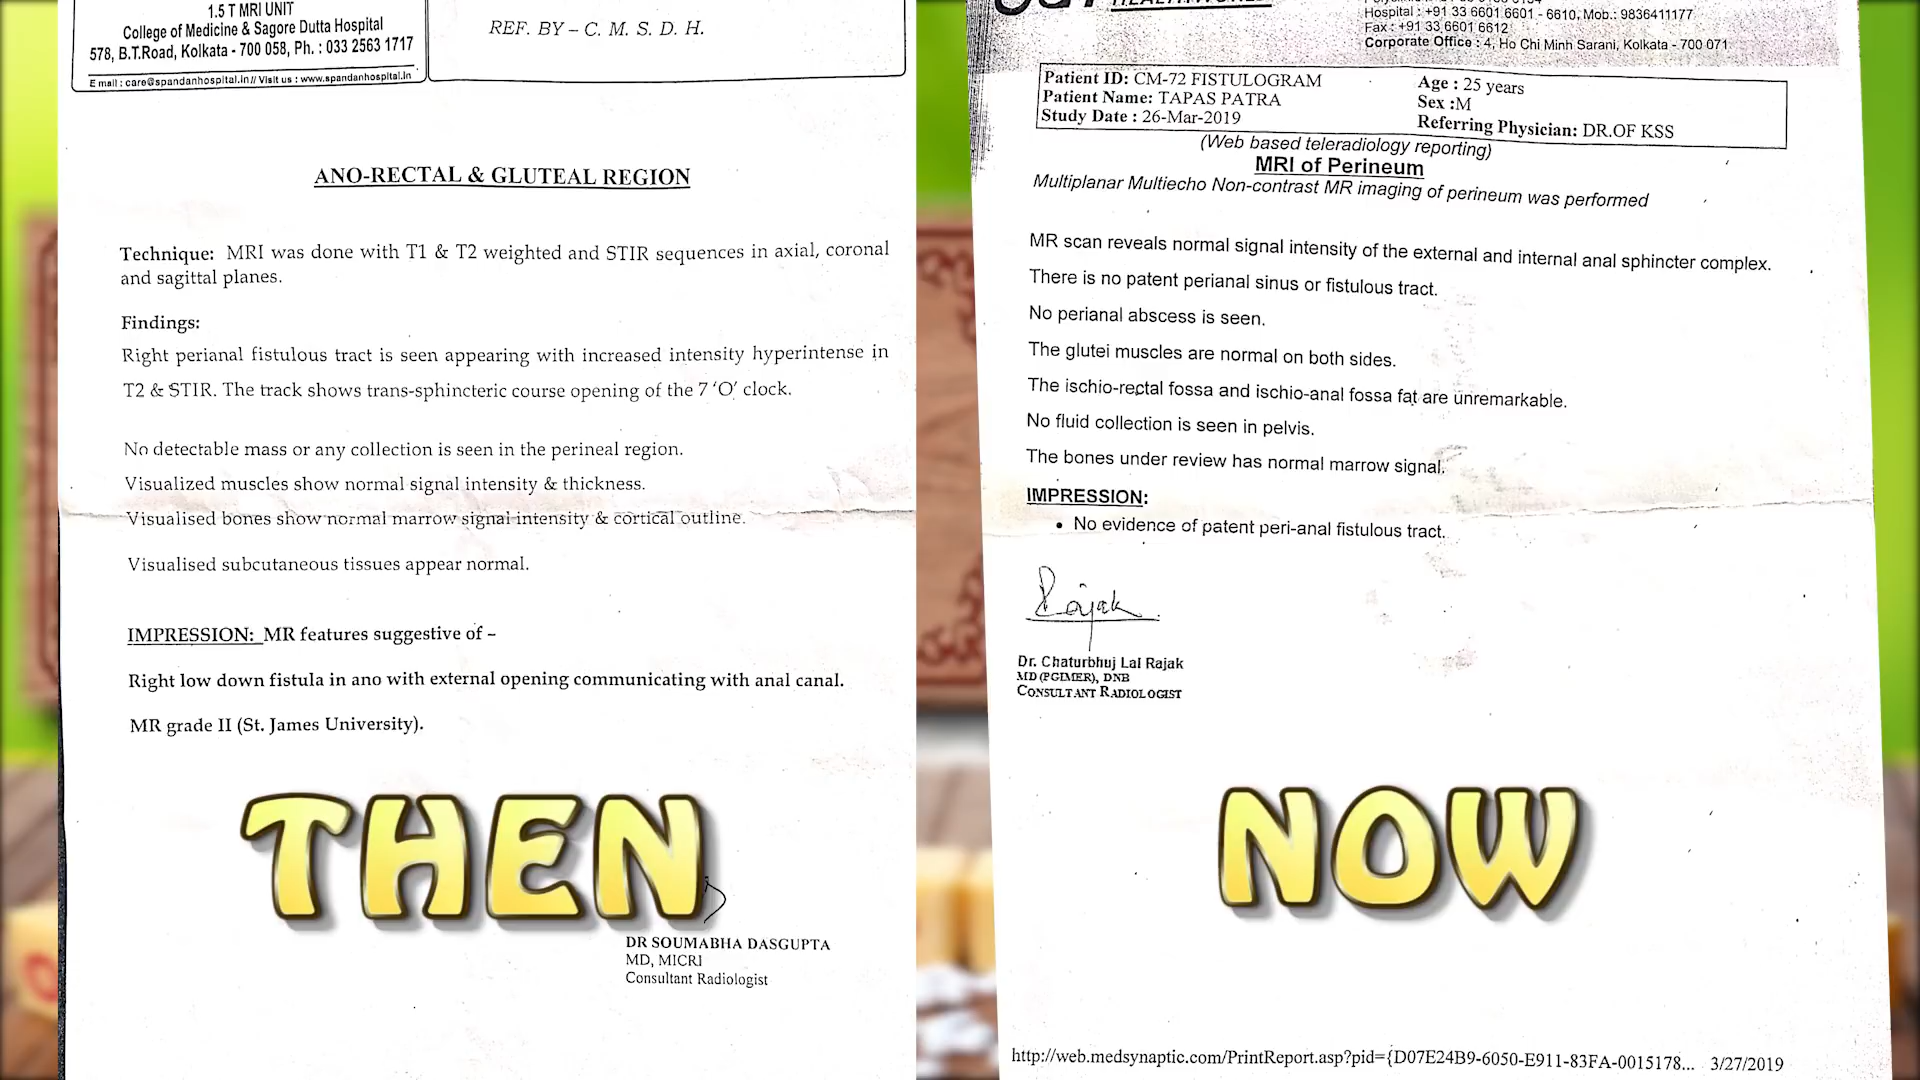 1.5 T MRI UNIT
College of Medicine & Sagore Dutta Hospital
578, B.T.Road, Kolkata - 700 058, Ph. : 033 2563 1717
E mail : care@spandanhospital.in// Visit us : www.spandanhospital.in
REF. BY – C. M. S. D. H.
ANO-RECTAL & GLUTEAL REGION
Technique: MRI was done with T1 & T2 weighted and STIR sequences in axial, coronal
and sagittal planes.
Findings:
Right perianal fistulous tract is seen appearing with increased intensity hyperintense in
T2 & STIR. The track shows trans-sphincteric course opening of the 7 ‘O’ clock.
No detectable mass or any collection is seen in the perineal region.
Visualized muscles show normal signal intensity & thickness.
Visualised bones show normal marrow signal intensity & cortical outline.
Visualised subcutaneous tissues appear normal.
IMPRESSION: MR features suggestive of –
Right low down fistula in ano with external opening communicating with anal canal.
MR grade II (St. James University).
THEN
DR SOUMABHA DASGUPTA
MD, MICRI
Consultant Radiologist
Hospital : +91 33 6601 6601 - 6610, Mob.: 9836411177
Fax : +91 33 6601 6612
Corporate Office : 4, Ho Chi Minh Sarani, Kolkata - 700 071
Patient ID: CM-72 FISTULOGRAM
Patient Name: TAPAS PATRA
Study Date : 26-Mar-2019
Age : 25 years
Sex :M
Referring Physician: DR.OF KSS
(Web based teleradiology reporting)
MRI of Perineum
Multiplanar Multiecho Non-contrast MR imaging of perineum was performed
MR scan reveals normal signal intensity of the external and internal anal sphincter complex.
There is no patent perianal sinus or fistulous tract.
No perianal abscess is seen.
The glutei muscles are normal on both sides.
The ischio-rectal fossa and ischio-anal fossa fat are unremarkable.
No fluid collection is seen in pelvis.
The bones under review has normal marrow signal.
IMPRESSION:
• No evidence of patent peri-anal fistulous tract.
Rajak
Dr. Chaturbhuj Lal Rajak
MD (PGIMER), DNB
CONSULTANT RADIOLOGIST
NOW
http://web.medsynaptic.com/PrintReport.asp?pid={D07E24B9-6050-E911-83FA-0015178... 3/27/2019